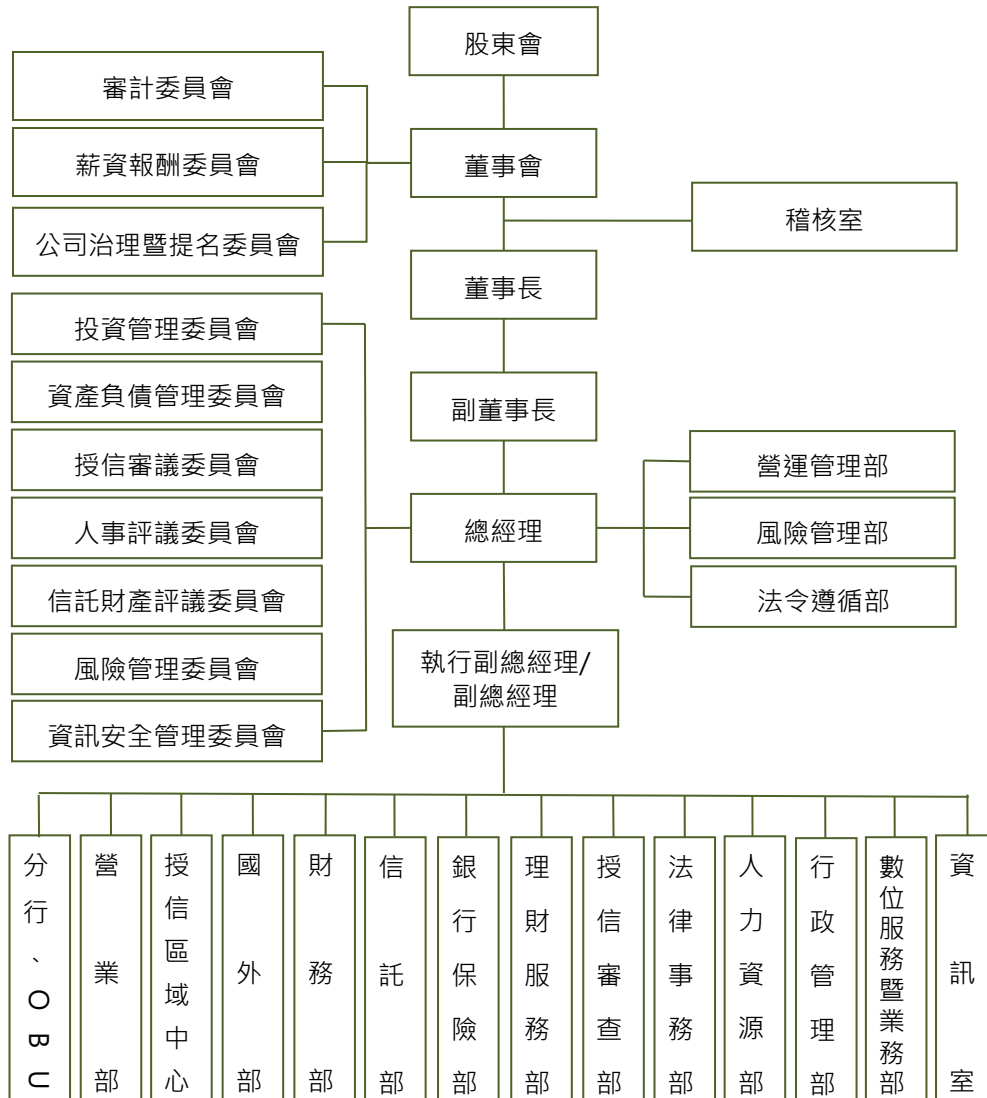 股東會
審計委員會
薪資報酬委員會
公司治理暨提名委員會
董事會
稽核室
董事長
投資管理委員會
資產負債管理委員會
授信審議委員會
人事評議委員會
信託財產評議委員會
風險管理委員會
資訊安全管理委員會
副董事長
總經理
營運管理部
風險管理部
法令遵循部
執行副總經理/
副總經理
分行、OBU
營業部
授信區域中心
國外部
財務部
信託部
銀行保險部
理財服務部
授信審查部
法律事務部
人力資源部
行政管理部
數位服務暨業務部
資訊室